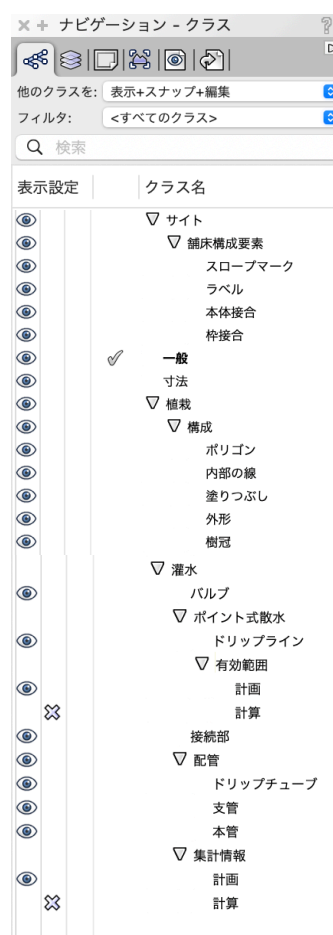 ナビゲーション - クラス
?
他のクラスを: 表示+スナップ+編集
フィルタ: <すべてのクラス>
検索
表示設定 クラス名
サイト
舗床構成要素
スロープマーク
ラベル
本体接合
枠接合
一般
寸法
植栽
構成
ポリゴン
内部の線
塗りつぶし
外形
樹冠
灌水
バルブ
ポイント式散水
ドリップライン
有効範囲
計画
計算
接続部
配管
ドリップチューブ
支管
本管
集計情報
計画
計算